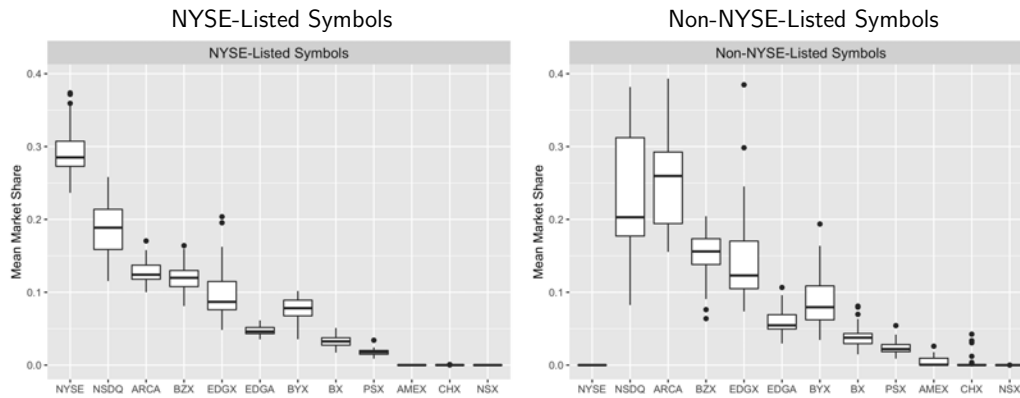 NYSE-Listed Symbols
NYSE-Listed Symbols
Mean Market Share
0.4
0.3
0.2
0.1
0.0
NYSE NSDQ ARCA BZX EDGX EDGA BYX BX PSX AMEX CHX NSX
Non-NYSE-Listed Symbols
Non-NYSE-Listed Symbols
Mean Market Share
0.4
0.3
0.2
0.1
0.0
NYSE NSDQ ARCA BZX EDGX EDGA BYX BX PSX AMEX CHX NSX